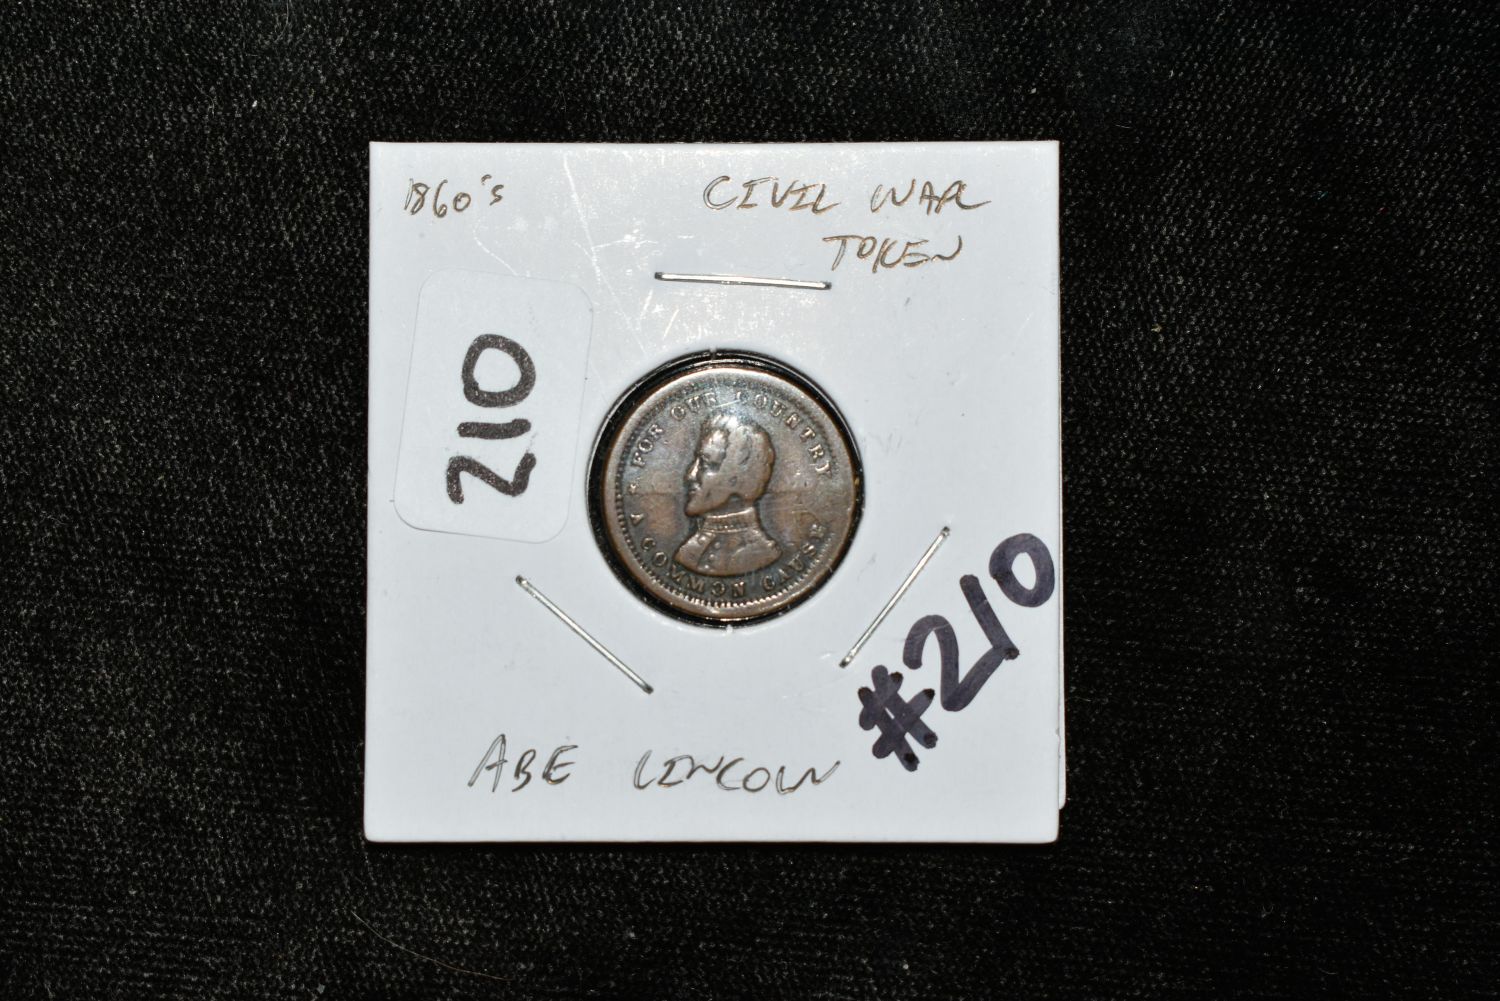 1860's
CIVIL WAR
TOKEN
210
FOR OUR COUNTRY
A COMMON CAUSE
#210
ABE LINCOLN